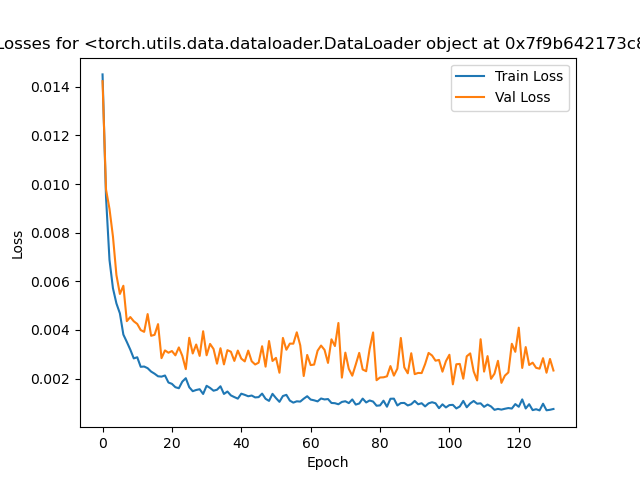 Losses for <torch.utils.data.dataloader.DataLoader object at 0x7f9b642173c8
Train Loss
Val Loss
0.014
0.012
0.010
0.008
0.006
0.004
0.002
Loss
0 20 40 60 80 100 120
Epoch